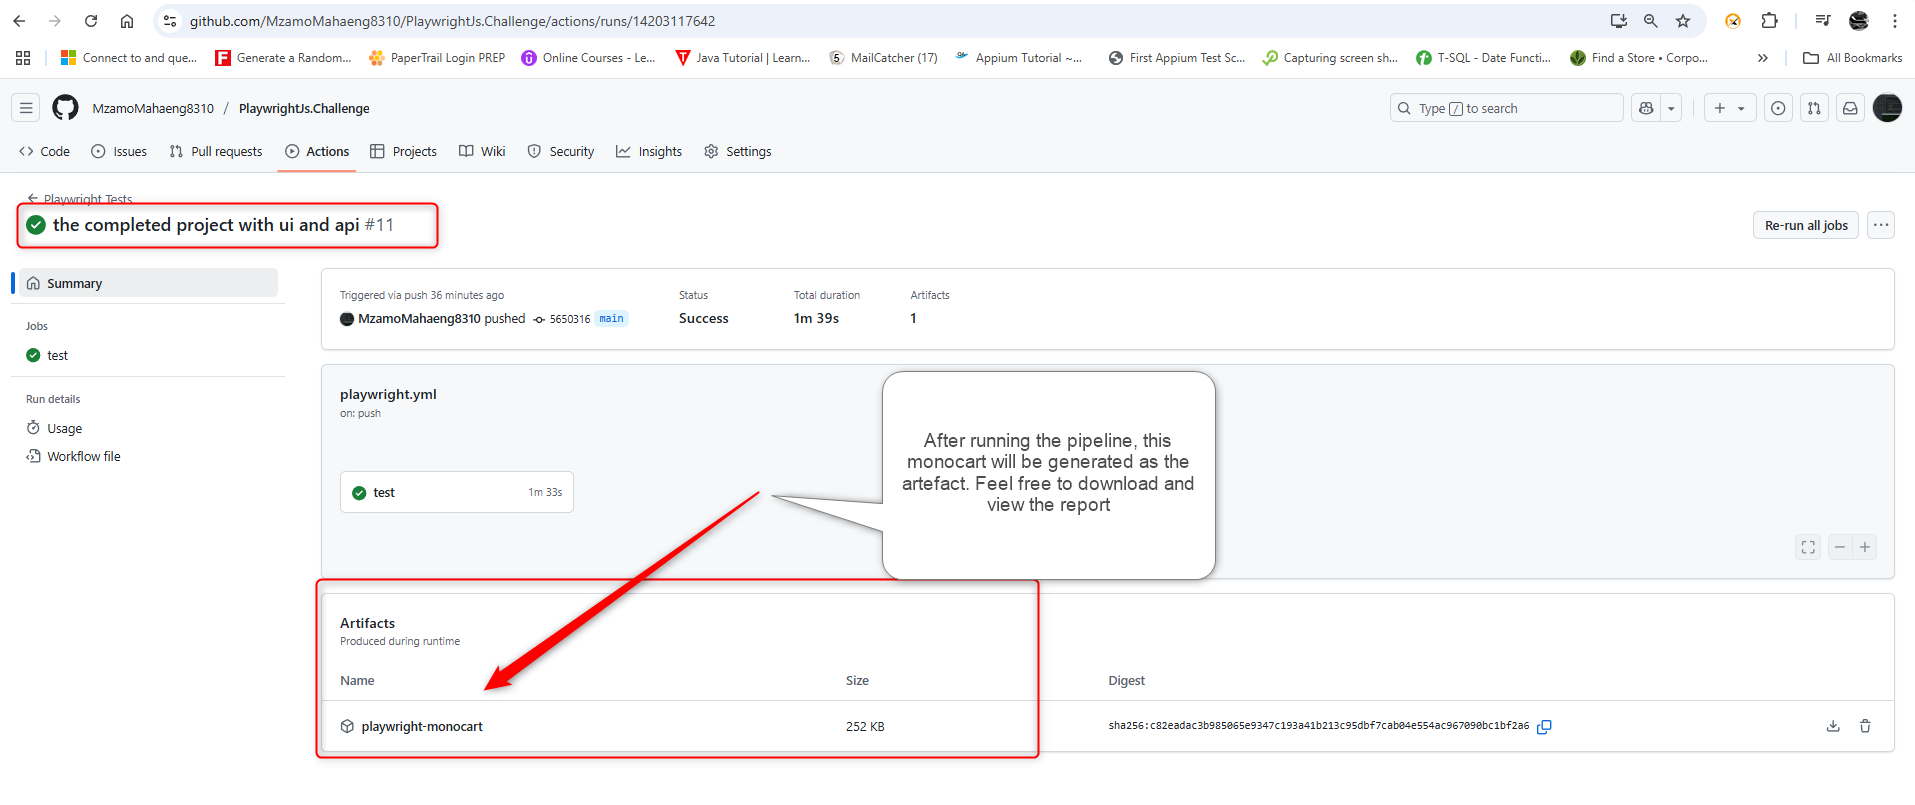 github.com/MzamoMahaeng8310/PlaywrightJs.Challenge/actions/runs/14203117642
Connect to and que... Generate a Random... PaperTrail Login PREP Online Courses - Le... Java Tutorial | Learn... MailCatcher (17) Appium Tutorial ~... First Appium Test Sc... Capturing screen sh... T-SQL - Date Functi... Find a Store • Corpo... All Bookmarks
MzamoMahaeng8310 / PlaywrightJs.Challenge Type / to search
Code Issues Pull requests Actions Projects Wiki Security Insights Settings
Playwright Tests
the completed project with ui and api #11
Re-run all jobs
Summary
Jobs
test
Run details
Usage
Workflow file
Triggered via push 36 minutes ago
MzamoMahaeng8310 pushed 5650316 main
Status
Success
Total duration
1m 39s
Artifacts
1
playwright.yml
on: push
test 1m 33s
After running the pipeline, this
monocart will be generated as the
artefact. Feel free to download and
view the report
Artifacts
Produced during runtime
Name Size Digest
playwright-monocart 252 KB sha256:c82eadac3b985065e9347c193a41b213c95dbf7cab04e554ac967090bc1bf2a6